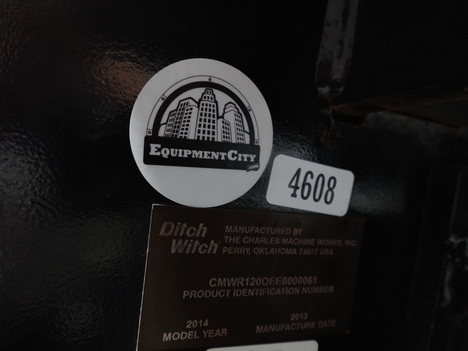 EQUIPMENTCITY
.com
4608
Ditch
Witch
MANUFACTURED BY
THE CHARLES MACHINE WORKS, INC.
PERRY, OKLAHOMA 73077 USA
CMWR120QEE0000061
PRODUCT IDENTIFICATION NUMBER
2014
MODEL YEAR
2013
MANUFACTURE DATE